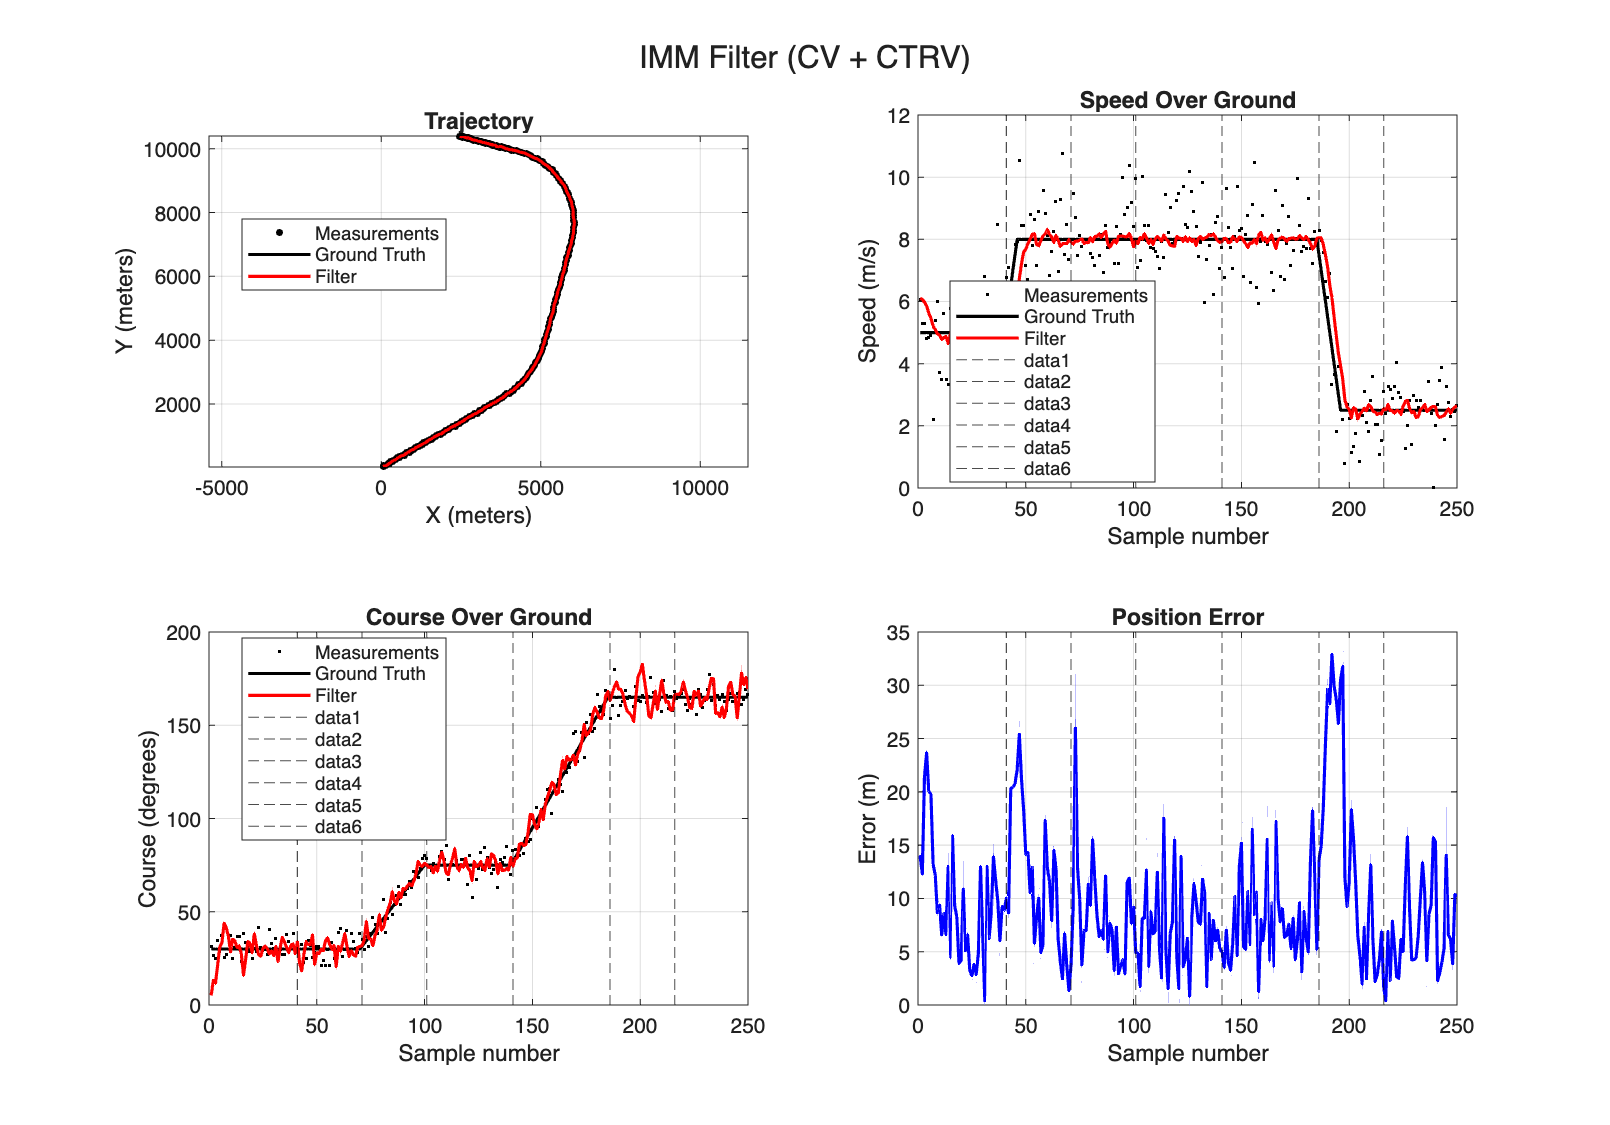 IMM Filter (CV + CTRV)
Trajectory
10000
8000
6000
4000
2000
-5000 0 5000 10000
X (meters)
Y (meters)
Measurements
Ground Truth
Filter
Speed Over Ground
12
10
8
6
4
2
0
0 50 100 150 200 250
Sample number
Speed (m/s)
Measurements
Ground Truth
Filter
data1
data2
data3
data4
data5
data6
Course Over Ground
200
150
100
50
0
0 50 100 150 200 250
Sample number
Course (degrees)
Measurements
Ground Truth
Filter
data1
data2
data3
data4
data5
data6
Position Error
35
30
25
20
15
10
5
0
0 50 100 150 200 250
Sample number
Error (m)